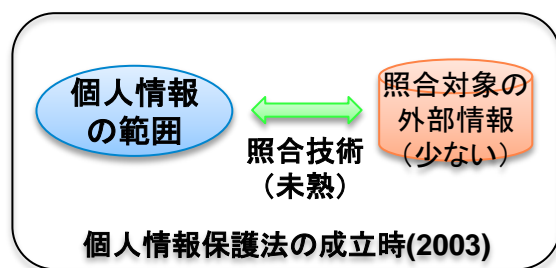 個人情報
の範囲
照合技術
（未熟）
照合対象の
外部情報
（少ない）
個人情報保護法の成立時(2003)